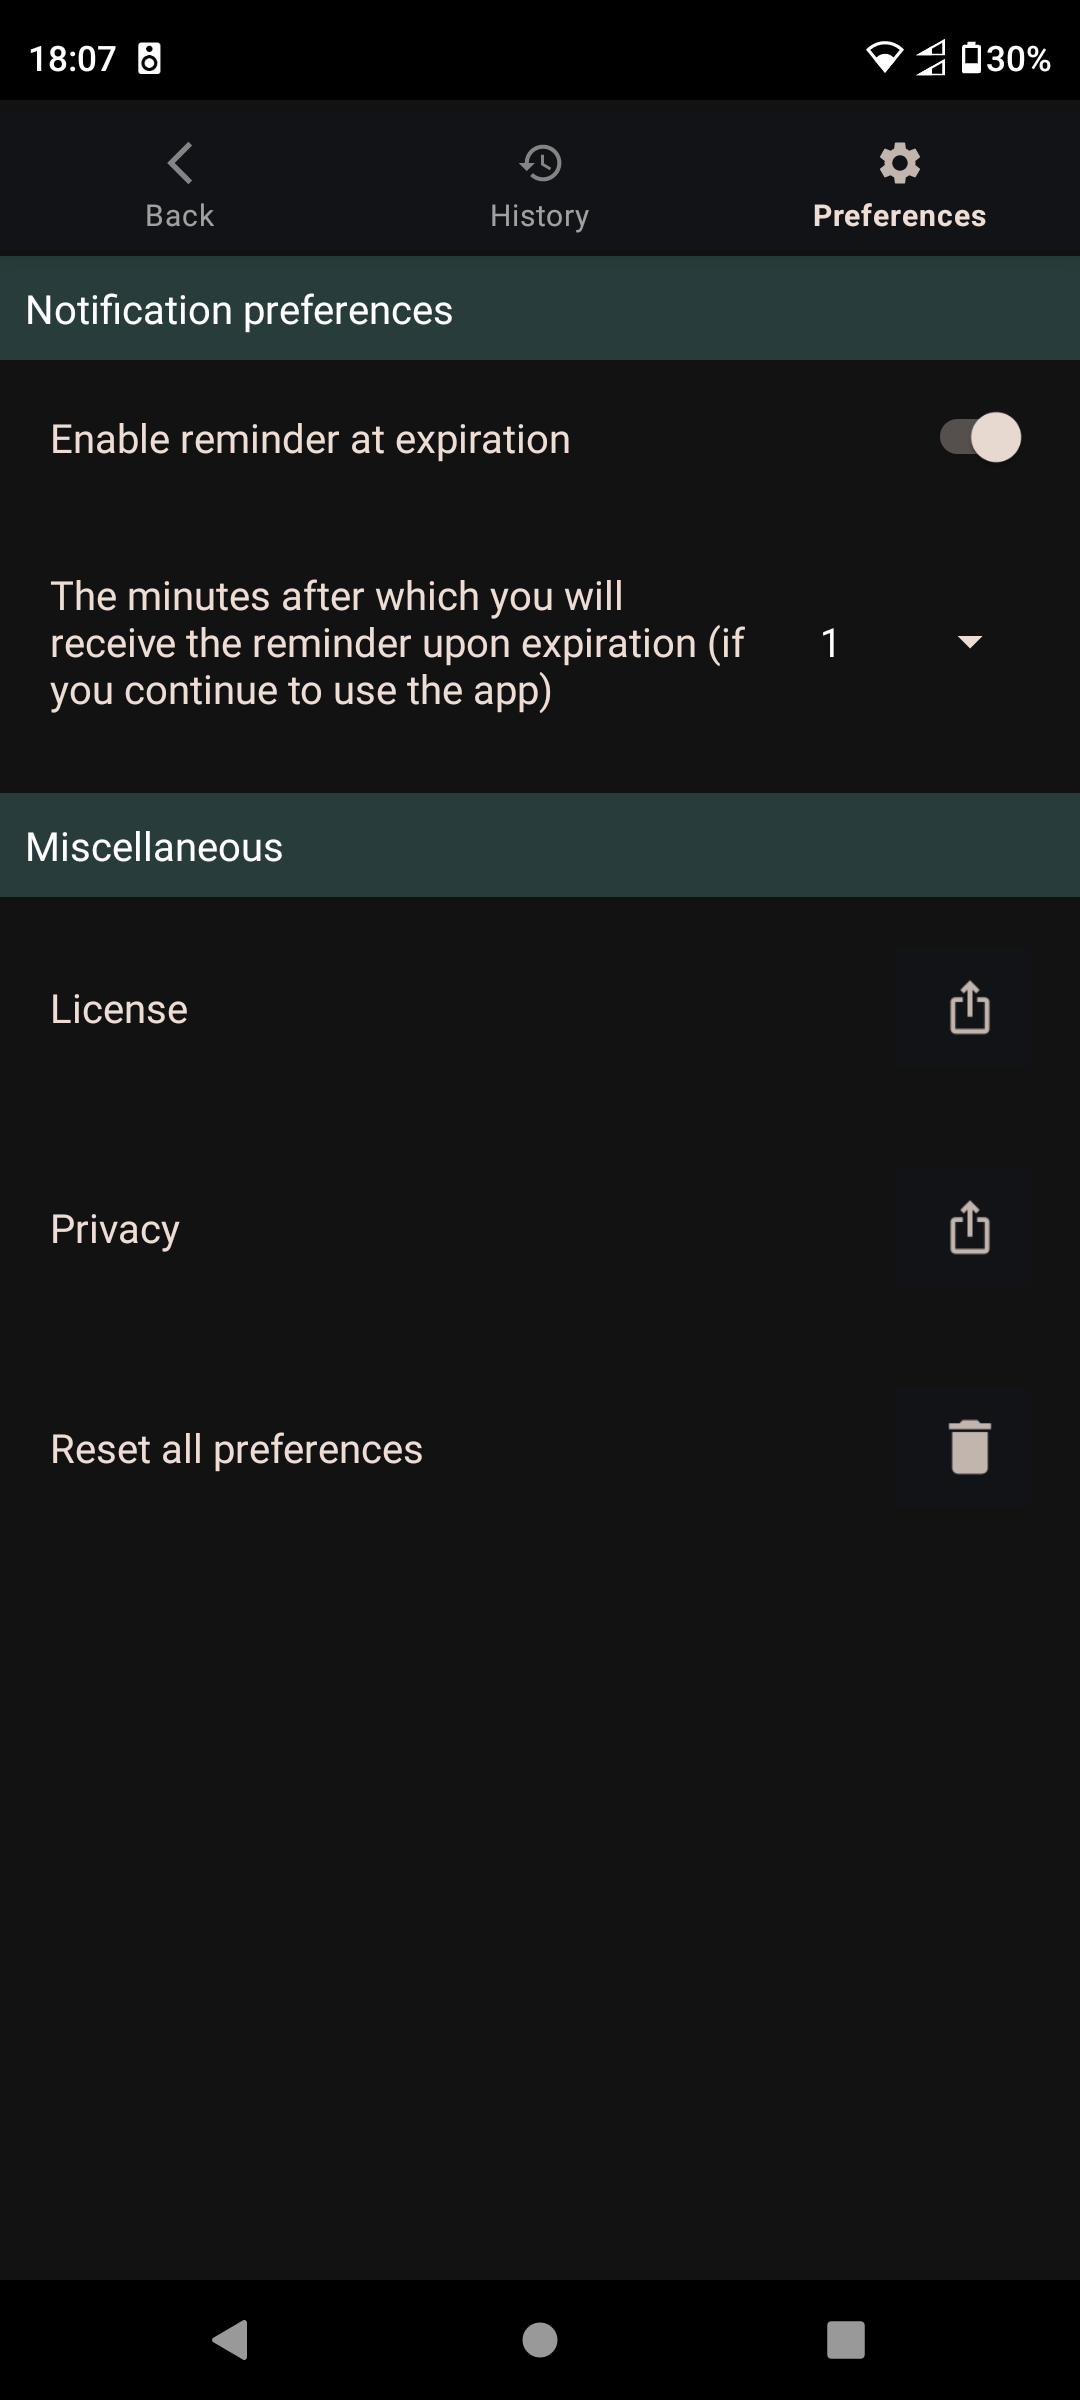 18:07
30%
Back
History
Preferences
Notification preferences
Enable reminder at expiration
The minutes after which you will
receive the reminder upon expiration (if
you continue to use the app)
1
Miscellaneous
License
Privacy
Reset all preferences